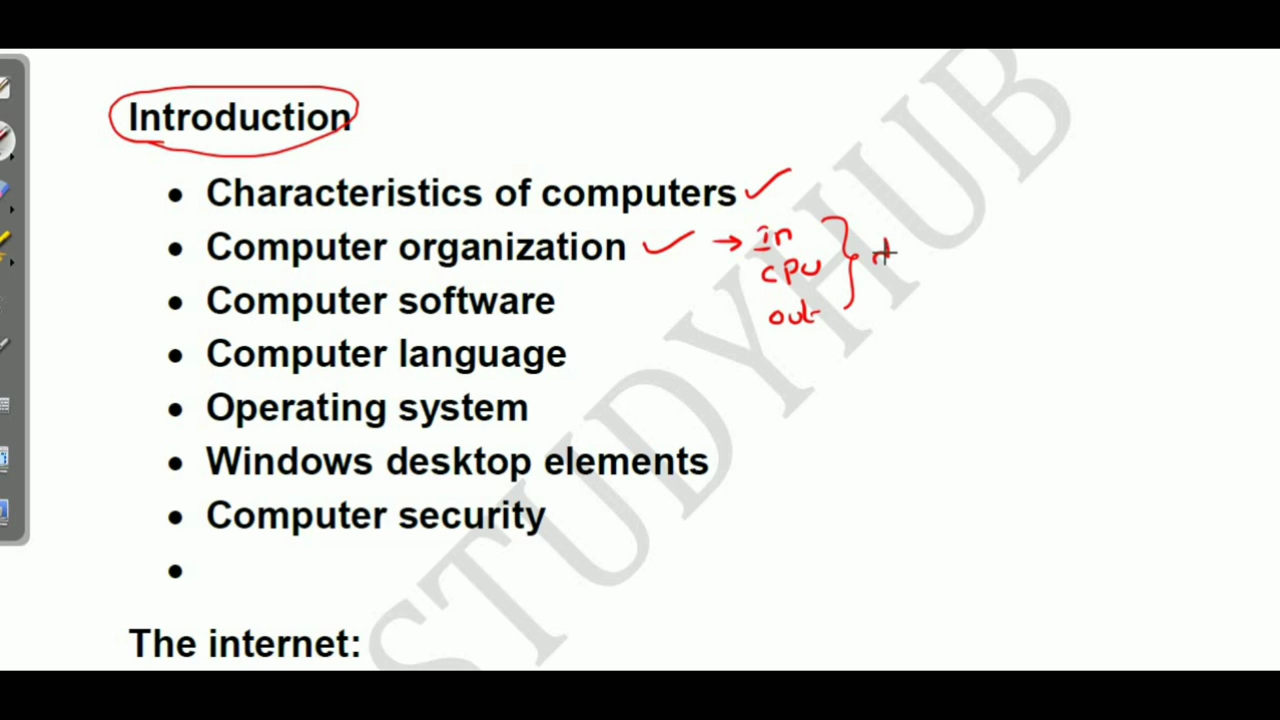 Introduction
• Characteristics of computers
• Computer organization → in
cpu
out
• Computer software
• Computer language
• Operating system
• Windows desktop elements
• Computer security
•
The internet:
STUDYHUB